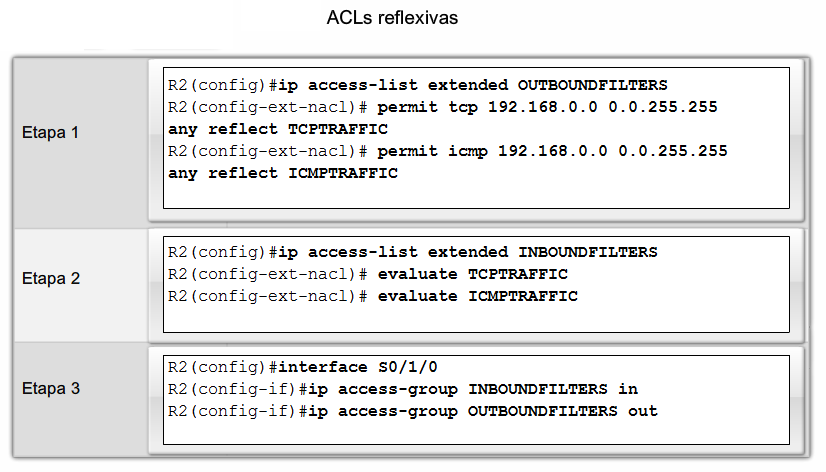 ACLs reflexivas
Etapa 1
R2(config)#ip access-list extended OUTBOUNDFILTERS
R2(config-ext-nacl)# permit tcp 192.168.0.0 0.0.255.255
any reflect TCPTRAFFIC
R2(config-ext-nacl)# permit icmp 192.168.0.0 0.0.255.255
any reflect ICMPTRAFFIC
Etapa 2
R2(config)#ip access-list extended INBOUNDFILTERS
R2(config-ext-nacl)# evaluate TCPTRAFFIC
R2(config-ext-nacl)# evaluate ICMPTRAFFIC
Etapa 3
R2(config)#interface S0/1/0
R2(config-if)#ip access-group INBOUNDFILTERS in
R2(config-if)#ip access-group OUTBOUNDFILTERS out